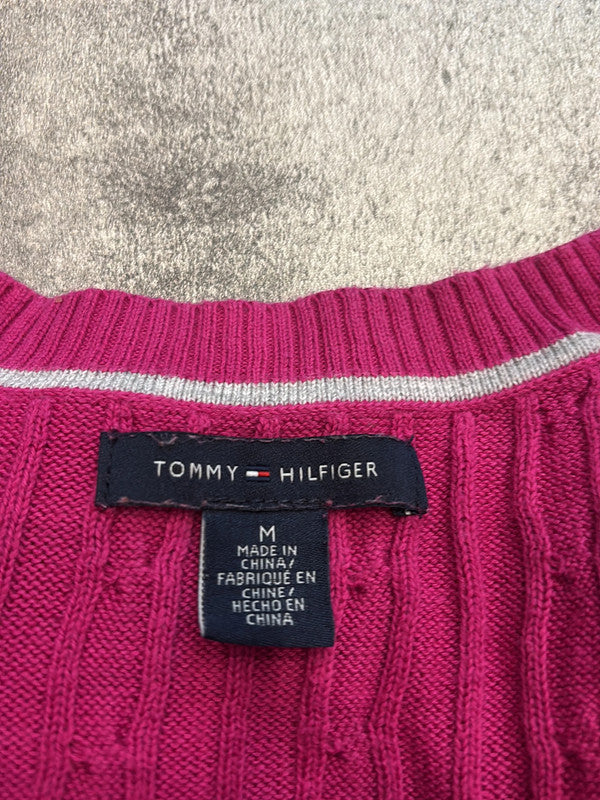 TOMMY HILFIGER
M
MADE IN
CHINA/
FABRIQUÉ EN
CHINE/
HECHO EN
CHINA